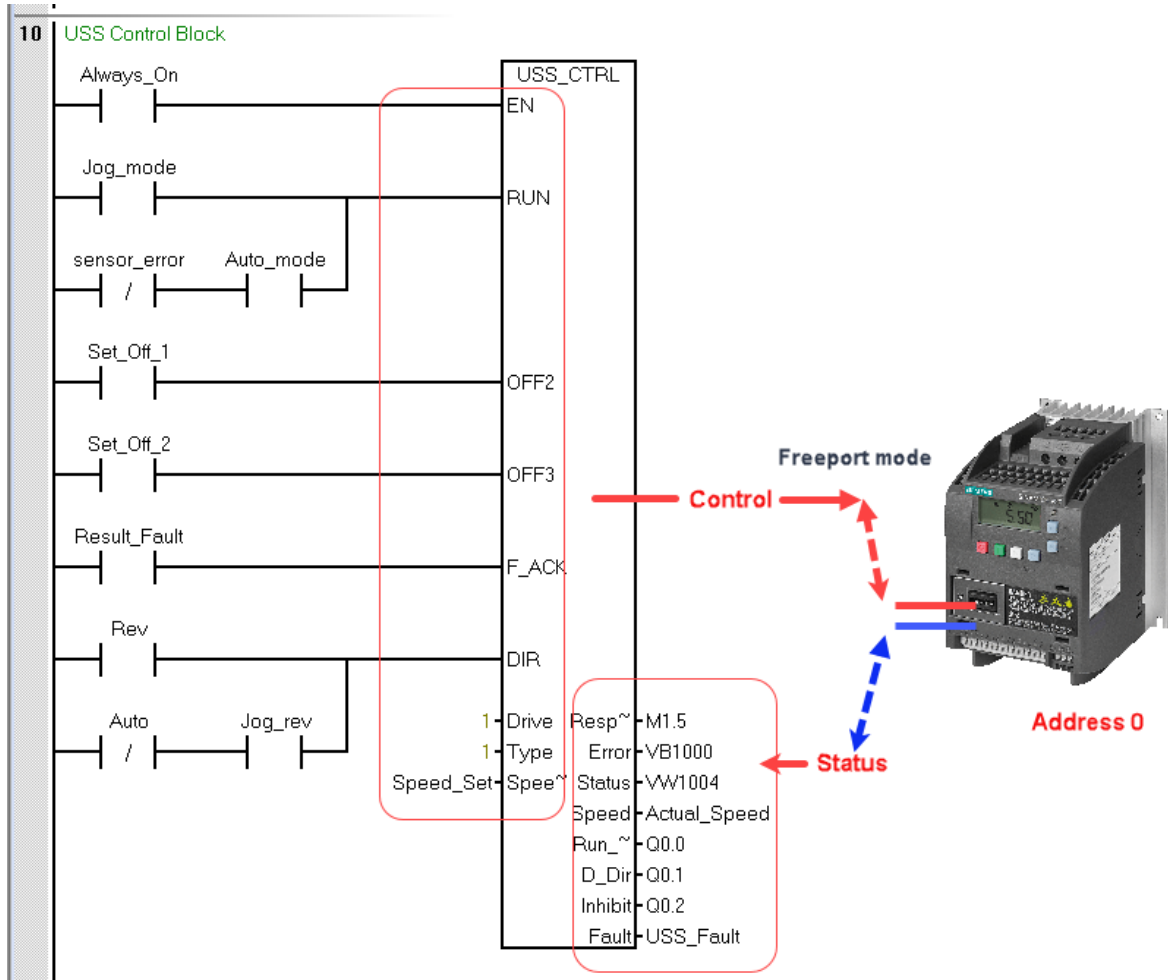 10 USS Control Block
Always_On
USS_CTRL
EN
Jog_mode
RUN
sensor_error Auto_mode
/
Set_Off_1
OFF2
Set_Off_2
OFF3
Result_Fault
F_ACK
Rev
DIR
Auto Jog_rev
/
1 Drive Resp~ M1.5
1 Type Error VB1000
Speed_Set Spee~ Status VW1004
Speed Actual_Speed
Run_~ Q0.0
D_Dir Q0.1
Inhibit Q0.2
Fault USS_Fault
Control
Status
Freeport mode
SIEMENS
Address 0